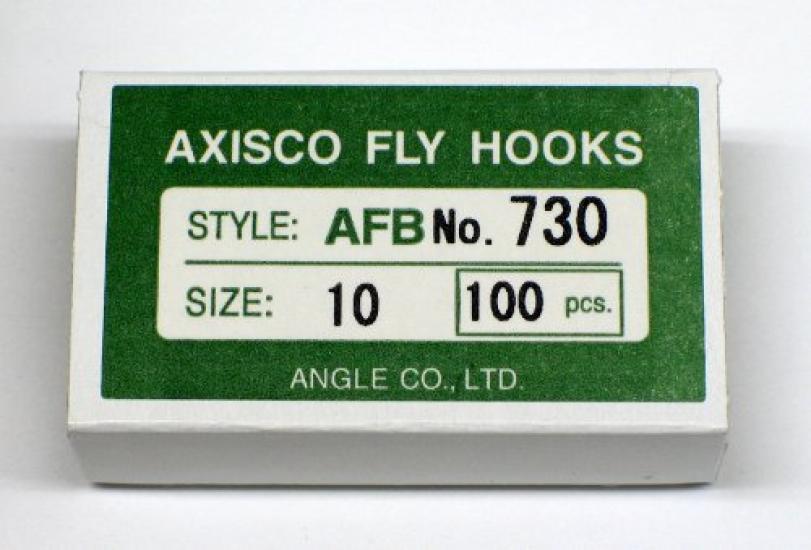 AXISCO FLY HOOKS
STYLE: AFB No. 730
SIZE: 10 100 pcs.
ANGLE CO., LTD.